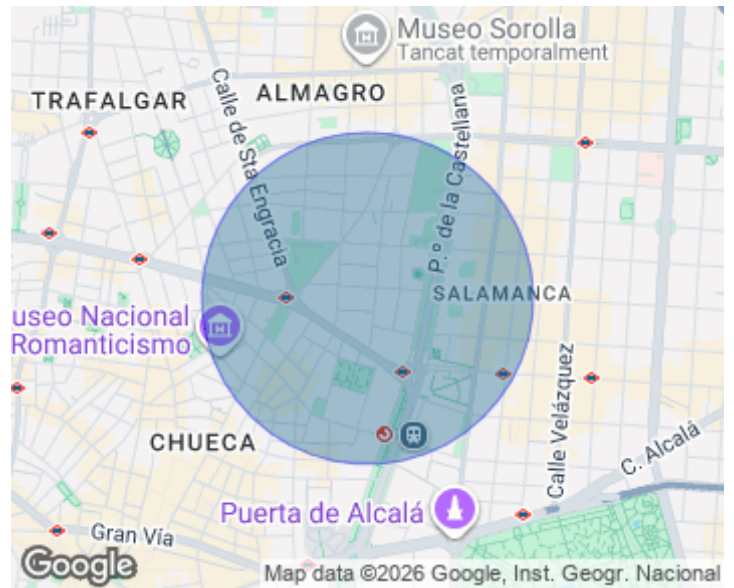 Museo Sorolla
Tancat temporalment
TRAFALGAR
ALMAGRO
Calle de Sta Engracia
P.º de la Castellana
SALAMANCA
useo Nacional
Romanticismo
Calle Velázquez
CHUECA
C. Alcalá
Puerta de Alcalá
Gran Vía
Google
Map data ©2026 Google, Inst. Geogr. Nacional